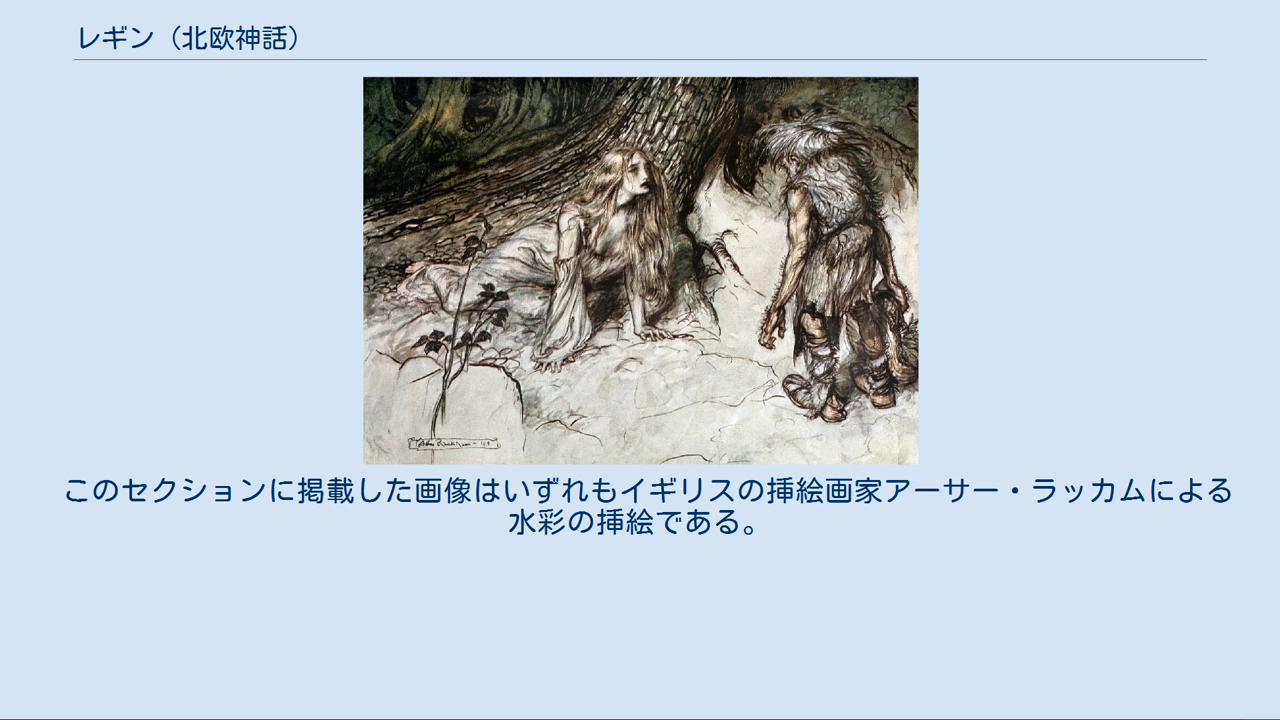 レギン（北欧神話）
このセクションに掲載した画像はいずれもイギリスの挿絵画家アーサー・ラッカムによる
水彩の挿絵である。